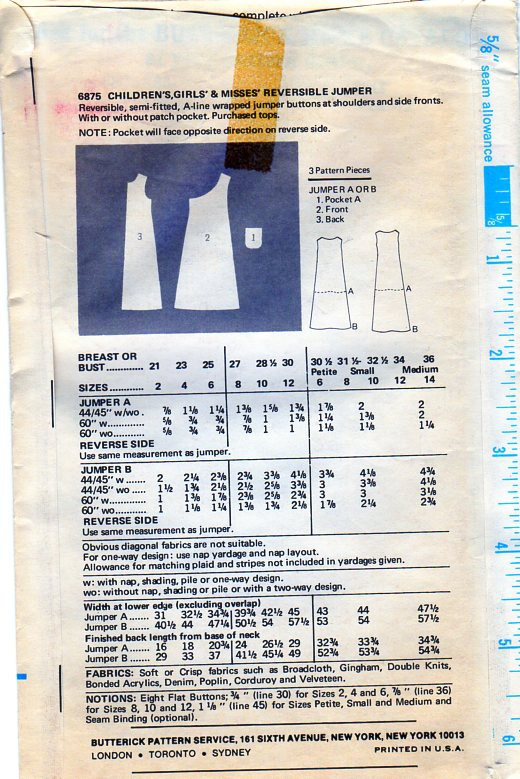 complete
6875 CHILDREN'S, GIRLS' & MISSES' REVERSIBLE JUMPER
Reversible, semi-fitted, A-line wrapped jumper buttons at shoulders and side fronts.
With or without patch pocket. Purchased tops.
NOTE: Pocket will face opposite direction on reverse side.
3 Pattern Pieces
JUMPER A OR B
1. Pocket A
2. Front
3. Back
3 2 1
A A
B B
BREAST OR
BUST............ 21 23 25 27 28½ 30 30½ 31½- 32½ 34 36
Petite Small Medium
SIZES............ 2 4 6 8 10 12 6 8 10 12 14
JUMPER A
44/45" w/wo . ⅞ 1⅛ 1¼ 1⅜ 1⅝ 1¾ 1⅞ 2 2
60" w............ ⅝ ¾ ¾ ⅞ 1 1⅜ 1¼ 1⅜ 2
60" wo.......... ⅝ ¾ ¾ ⅞ 1 1 1⅛ 1⅛ 1¼
REVERSE SIDE
Use same measurement as jumper.
JUMPER B
44/45" w ...... 2 2¼ 2⅜ 2¾ 3⅜ 4⅛ 3¾ 4⅛ 4¾
44/45" wo .... 1½ 1¾ 2⅛ 2½ 2⅝ 3⅜ 3 3⅜ 4⅛
60" w............ 1 1⅜ 1⅞ 2⅜ 2⅝ 2¾ 3 3 3⅛
60" wo.......... 1 1⅛ 1¼ 1⅜ 1¾ 2⅛ 1⅞ 2¼ 2¾
REVERSE SIDE
Use same measurement as jumper.
Obvious diagonal fabrics are not suitable.
For one-way design: use nap yardage and nap layout.
Allowance for matching plaid and stripes not included in yardages given.
w: with nap, shading, pile or one-way design.
wo: without nap, shading or pile or with a two-way design.
Width at lower edge (excluding overlap)
Jumper A ....... 31 32½ 34¾ 39¾ 42½ 45 43 44 47½
Jumper B ....... 40½ 44 47¼ 50½ 54 57½ 53 54 57½
Finished back length from base of neck
Jumper A ....... 16 18 20¾ 24 26½ 29 32¾ 33¾ 34¾
Jumper B ....... 29 33 37 41½ 45¼ 49 52¾ 53¾ 54¾
FABRICS: Soft or Crisp fabrics such as Broadcloth, Gingham, Double Knits,
Bonded Acrylics, Denim, Poplin, Corduroy and Velveteen.
NOTIONS: Eight Flat Buttons; ¾ " (line 30) for Sizes 2, 4 and 6, ⅞ " (line 36)
for Sizes 8, 10 and 12, 1⅛ " (line 45) for Sizes Petite, Small and Medium and
Seam Binding (optional).
BUTTERICK PATTERN SERVICE, 161 SIXTH AVENUE, NEW YORK, NEW YORK 10013
LONDON • TORONTO • SYDNEY PRINTED IN U.S.A.
5/8" seam allowance
5/8
1
2
3
4
5
6